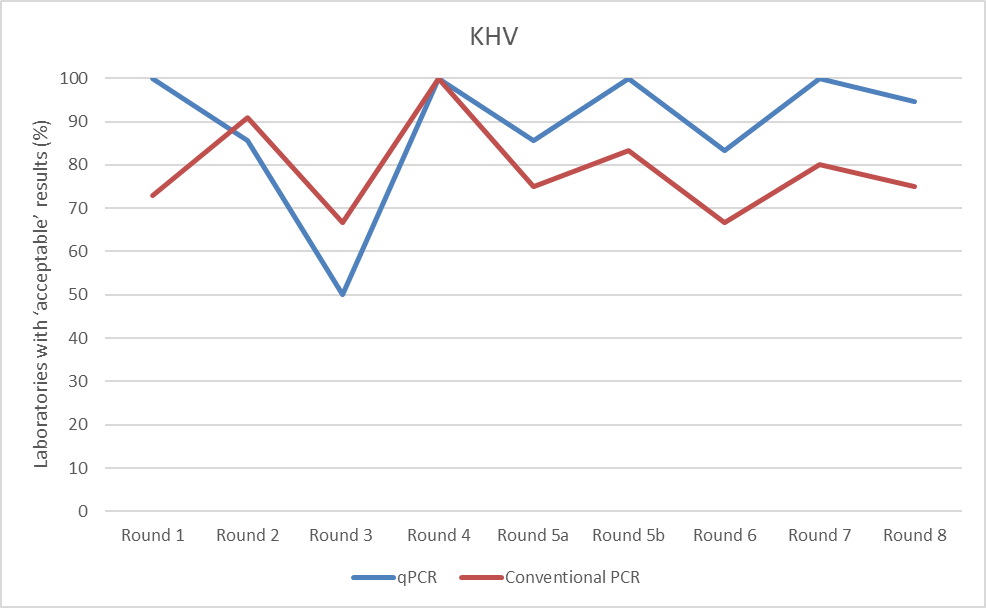 KHV
Laboratories with ‘acceptable’ results (%)
100
90
80
70
60
50
40
30
20
10
0
Round 1 Round 2 Round 3 Round 4 Round 5a Round 5b Round 6 Round 7 Round 8
qPCR Conventional PCR